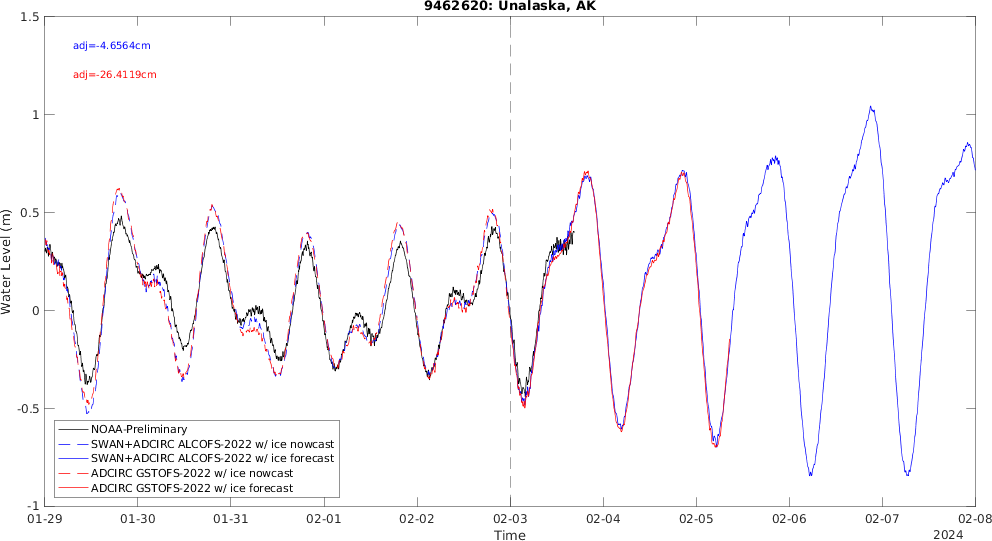 9462620: Unalaska, AK
1.5
adj=-4.6564cm
adj=-26.4119cm
1
0.5
Water Level (m)
0
-0.5
NOAA-Preliminary
SWAN+ADCIRC ALCOFS-2022 w/ ice nowcast
SWAN+ADCIRC ALCOFS-2022 w/ ice forecast
ADCIRC GSTOFS-2022 w/ ice nowcast
ADCIRC GSTOFS-2022 w/ ice forecast
-1
01-29 01-30 01-31 02-01 02-02 02-03 02-04 02-05 02-06 02-07 02-08
Time
2024